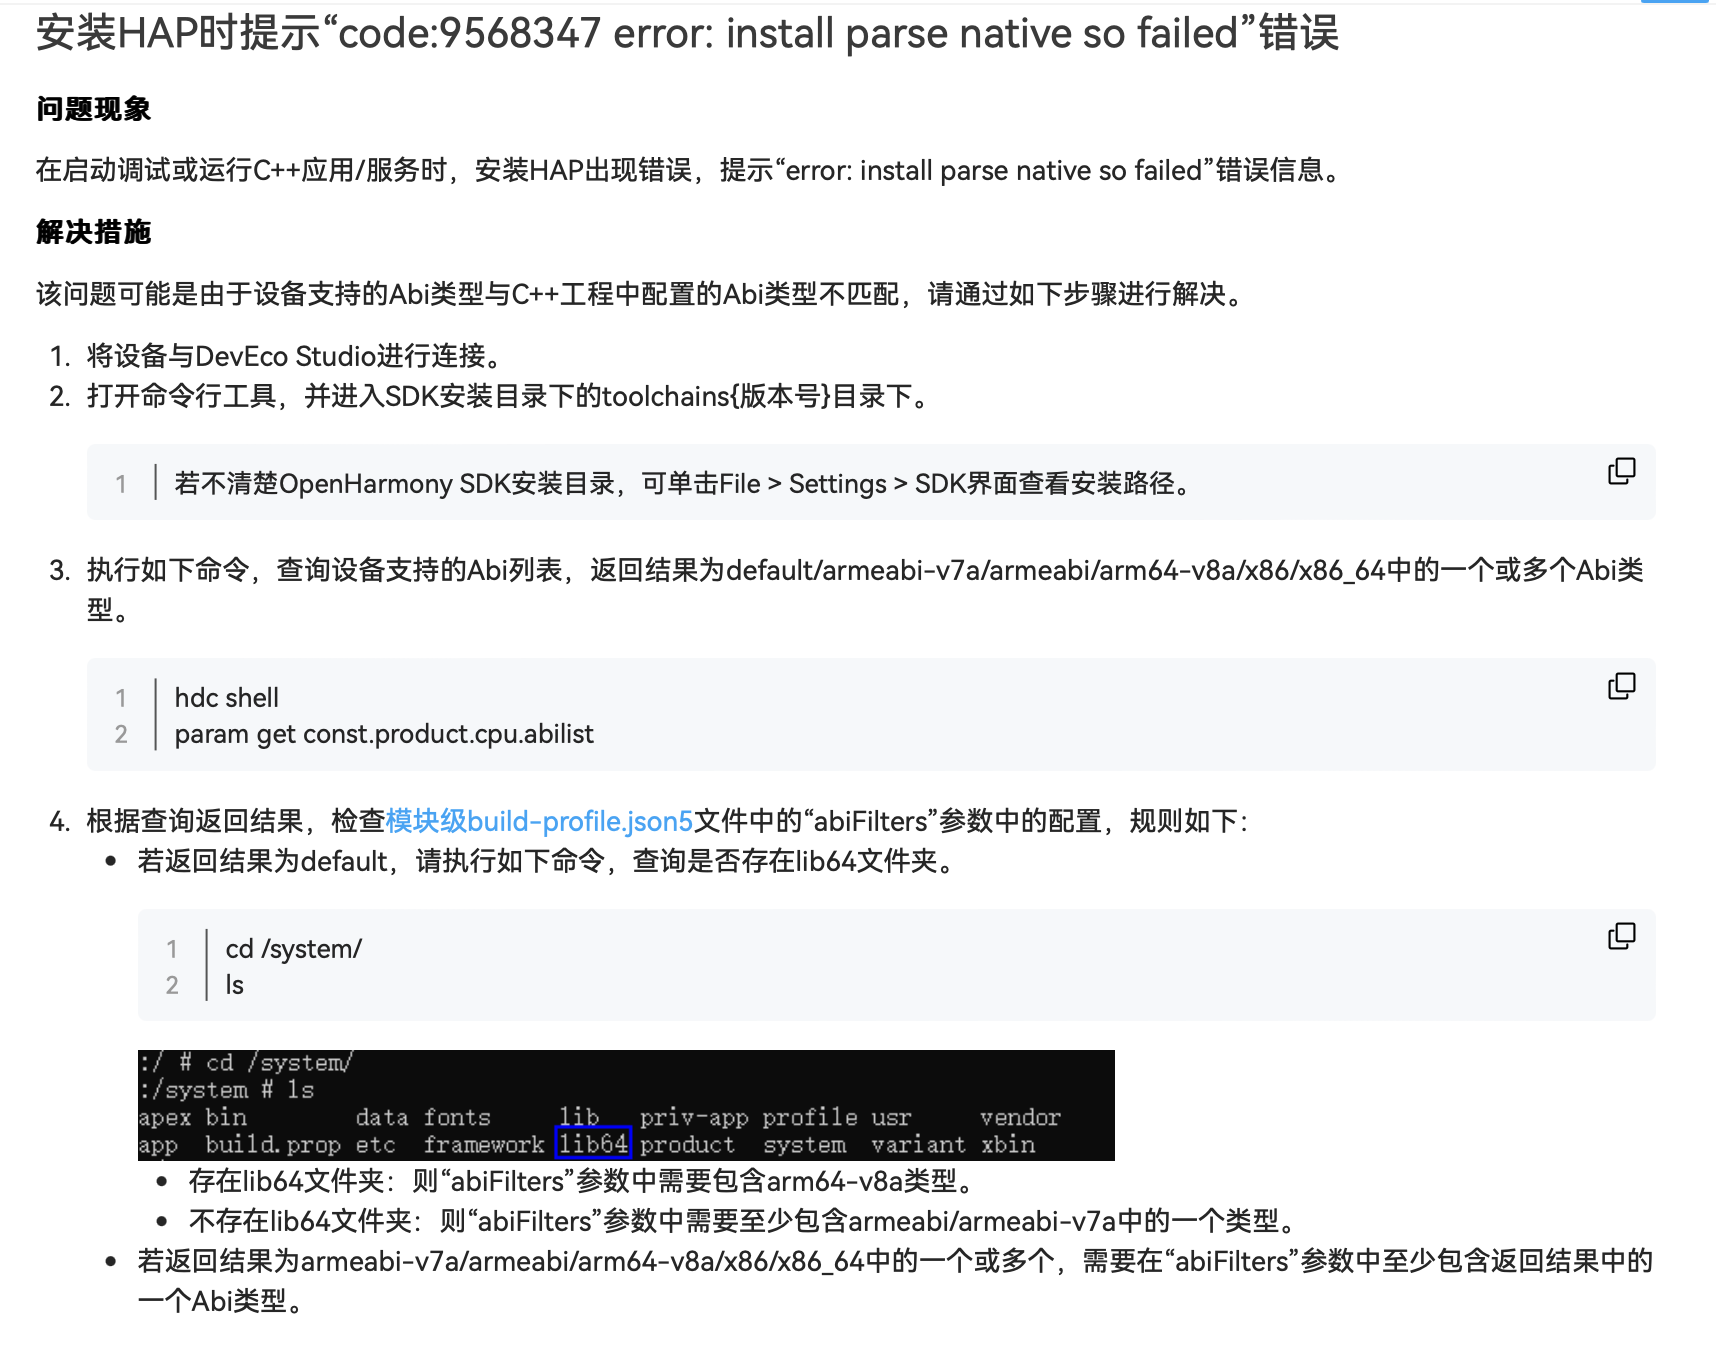 安装HAP时提示“code:9568347 error: install parse native so failed”错误
问题现象
在启动调试或运行C++应用/服务时，安装HAP出现错误，提示“error: install parse native so failed”错误信息。
解决措施
该问题可能是由于设备支持的Abi类型与C++工程中配置的Abi类型不匹配，请通过如下步骤进行解决。
1. 将设备与DevEco Studio进行连接。
2. 打开命令行工具，并进入SDK安装目录下的toolchains{版本号}目录下。
1 若不清楚OpenHarmony SDK安装目录，可单击File > Settings > SDK界面查看安装路径。
3. 执行如下命令，查询设备支持的Abi列表，返回结果为default/armeabi-v7a/armeabi/arm64-v8a/x86/x86_64中的一个或多个Abi类
型。
1 hdc shell
2 param get const.product.cpu.abilist
4. 根据查询返回结果，检查模块级build-profile.json5文件中的“abiFilters”参数中的配置，规则如下：
• 若返回结果为default，请执行如下命令，查询是否存在lib64文件夹。
1 cd /system/
2 ls
:/ # cd /system/
:/system # ls
apex bin data fonts lib priv-app profile usr vendor
app build.prop etc framework lib64 product system variant xbin
• 存在lib64文件夹：则“abiFilters”参数中需要包含arm64-v8a类型。
• 不存在lib64文件夹：则“abiFilters”参数中需要至少包含armeabi/armeabi-v7a中的一个类型。
• 若返回结果为armeabi-v7a/armeabi/arm64-v8a/x86/x86_64中的一个或多个，需要在“abiFilters”参数中至少包含返回结果中的
一个Abi类型。